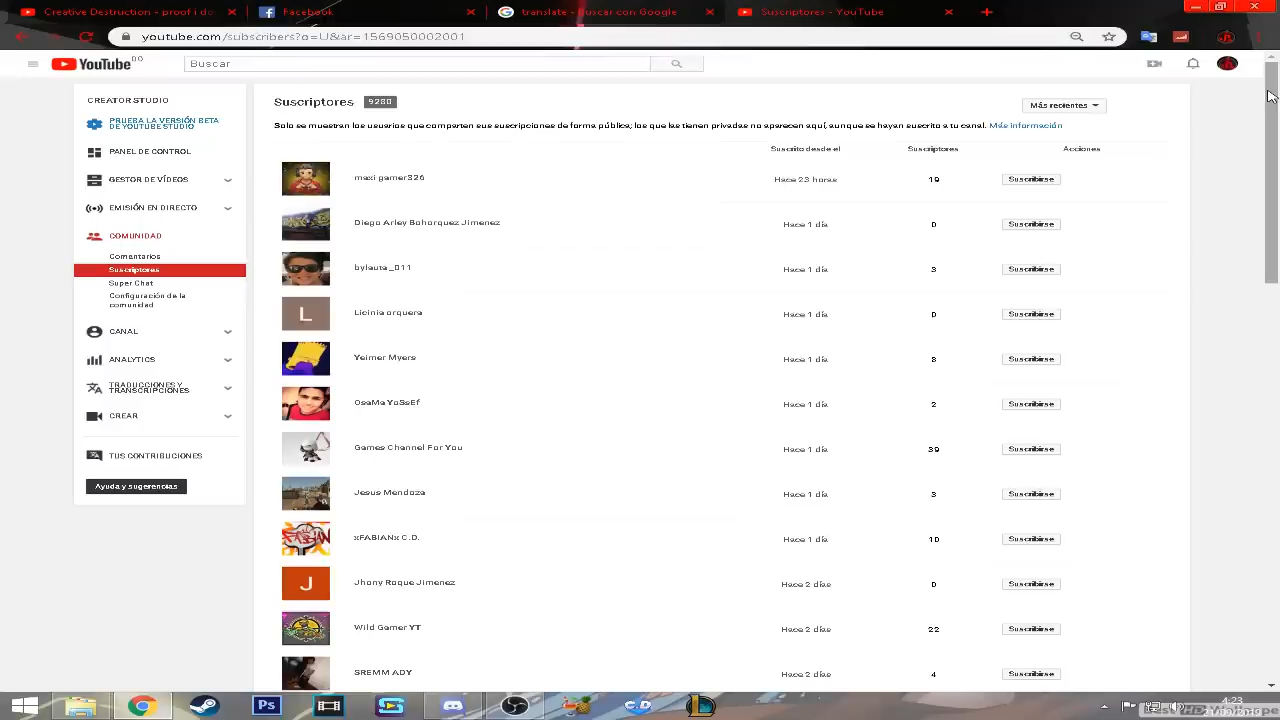 Creative Destruction - proof i do
Facebook
translate - Buscar con Google
Suscriptores - YouTube
youtube.com/subscribers?o=U&ar=1569050002001
YouTube DO
Buscar
CREATOR STUDIO
PRUEBA LA VERSIÓN BETA
DE YOUTUBE STUDIO
PANEL DE CONTROL
GESTOR DE VÍDEOS
EMISIÓN EN DIRECTO
COMUNIDAD
Comentarios
Suscriptores
Super Chat
Configuración de la
comunidad
CANAL
ANALYTICS
TRADUCCIONES Y
TRANSCRIPCIONES
CREAR
TUS CONTRIBUCIONES
Ayuda y sugerencias
Suscriptores 9280
Más recientes
Solo se muestran los usuarios que comparten sus suscripciones de forma pública; los que las tienen privadas no aparecen aquí, aunque se hayan suscrito a tu canal. Más información
Suscrito desde el Suscriptores Acciones
maxi gamer326 Hace 23 horas 19 Suscribirse
Diego Arley Bohorquez Jimenez Hace 1 día 0 Suscribirse
bylauta_011 Hace 1 día 3 Suscribirse
L Licinia orquera Hace 1 día 0 Suscribirse
Yeimer Myers Hace 1 día 8 Suscribirse
OsaMa YoSsEf Hace 1 día 2 Suscribirse
Games Channel For You Hace 1 día 39 Suscribirse
Jesus Mendoza Hace 1 día 3 Suscribirse
xFABIANx C.D. Hace 1 día 10 Suscribirse
J Jhony Roque Jimenez Hace 2 días 0 Suscribirse
Wild Gamer YT Hace 2 días 22 Suscribirse
SREMM ADY Hace 2 días 4 Suscribirse
Ps
4:23
21/09/2019